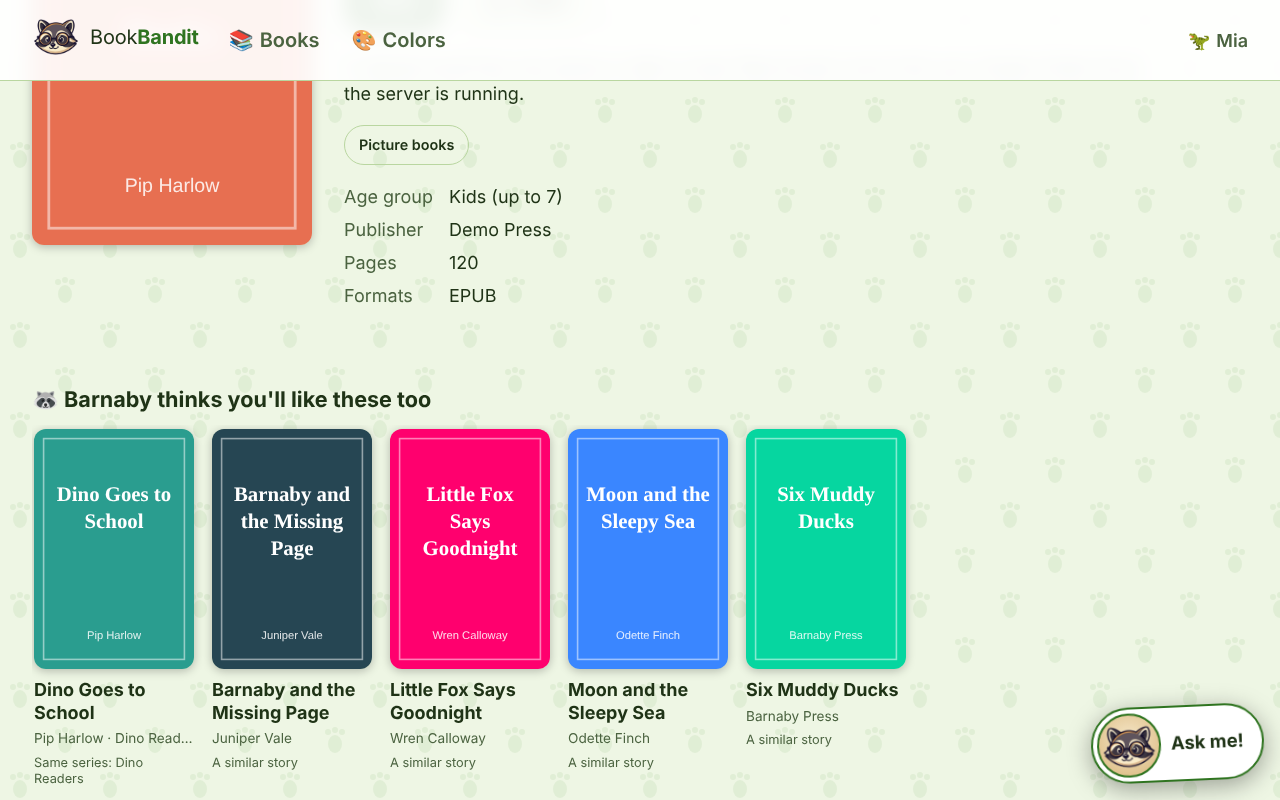 BookBandit
Books
Colors
Mia
the server is running.
Pip Harlow
Picture books
Age group Kids (up to 7)
Publisher Demo Press
Pages 120
Formats EPUB
Barnaby thinks you'll like these too
Dino Goes to
School
Pip Harlow
Barnaby and
the Missing
Page
Juniper Vale
Little Fox
Says
Goodnight
Wren Calloway
Moon and the
Sleepy Sea
Odette Finch
Six Muddy
Ducks
Barnaby Press
Dino Goes to
School
Pip Harlow · Dino Read...
Same series: Dino
Readers
Barnaby and the
Missing Page
Juniper Vale
A similar story
Little Fox Says
Goodnight
Wren Calloway
A similar story
Moon and the
Sleepy Sea
Odette Finch
A similar story
Six Muddy Ducks
Barnaby Press
A similar story
Ask me!